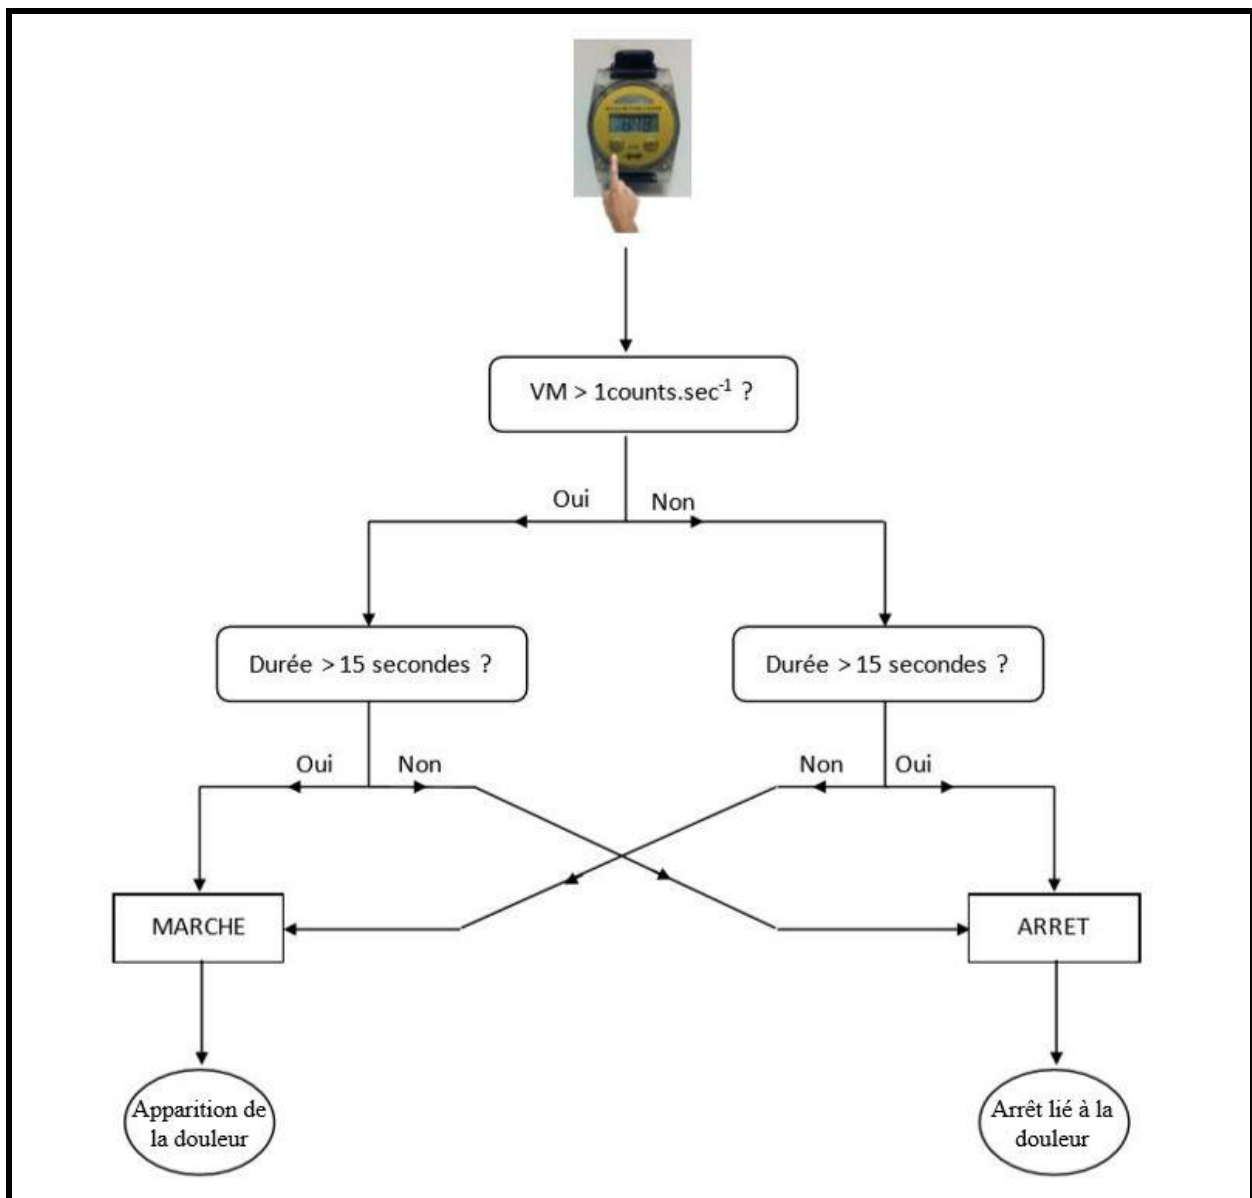 VM > 1counts.sec⁻¹ ?
Oui
Non
Durée > 15 secondes ?
Durée > 15 secondes ?
Oui
Non
Non
Oui
MARCHE
ARRET
Apparition de
la douleur
Arrêt lié à la
douleur